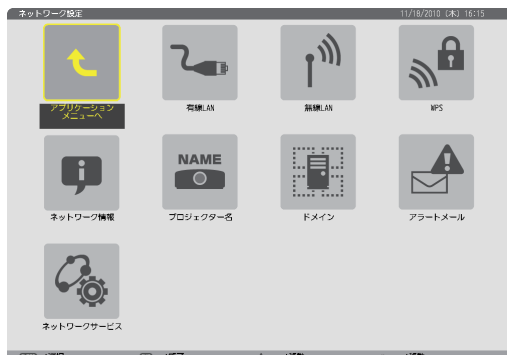 ネットワーク設定
11/18/2010 (木) 16:15
アプリケーション
メニューへ
有線LAN
無線LAN
WPS
ネットワーク情報
NAME
プロジェクター名
ドメイン
アラートメール
ネットワークサービス